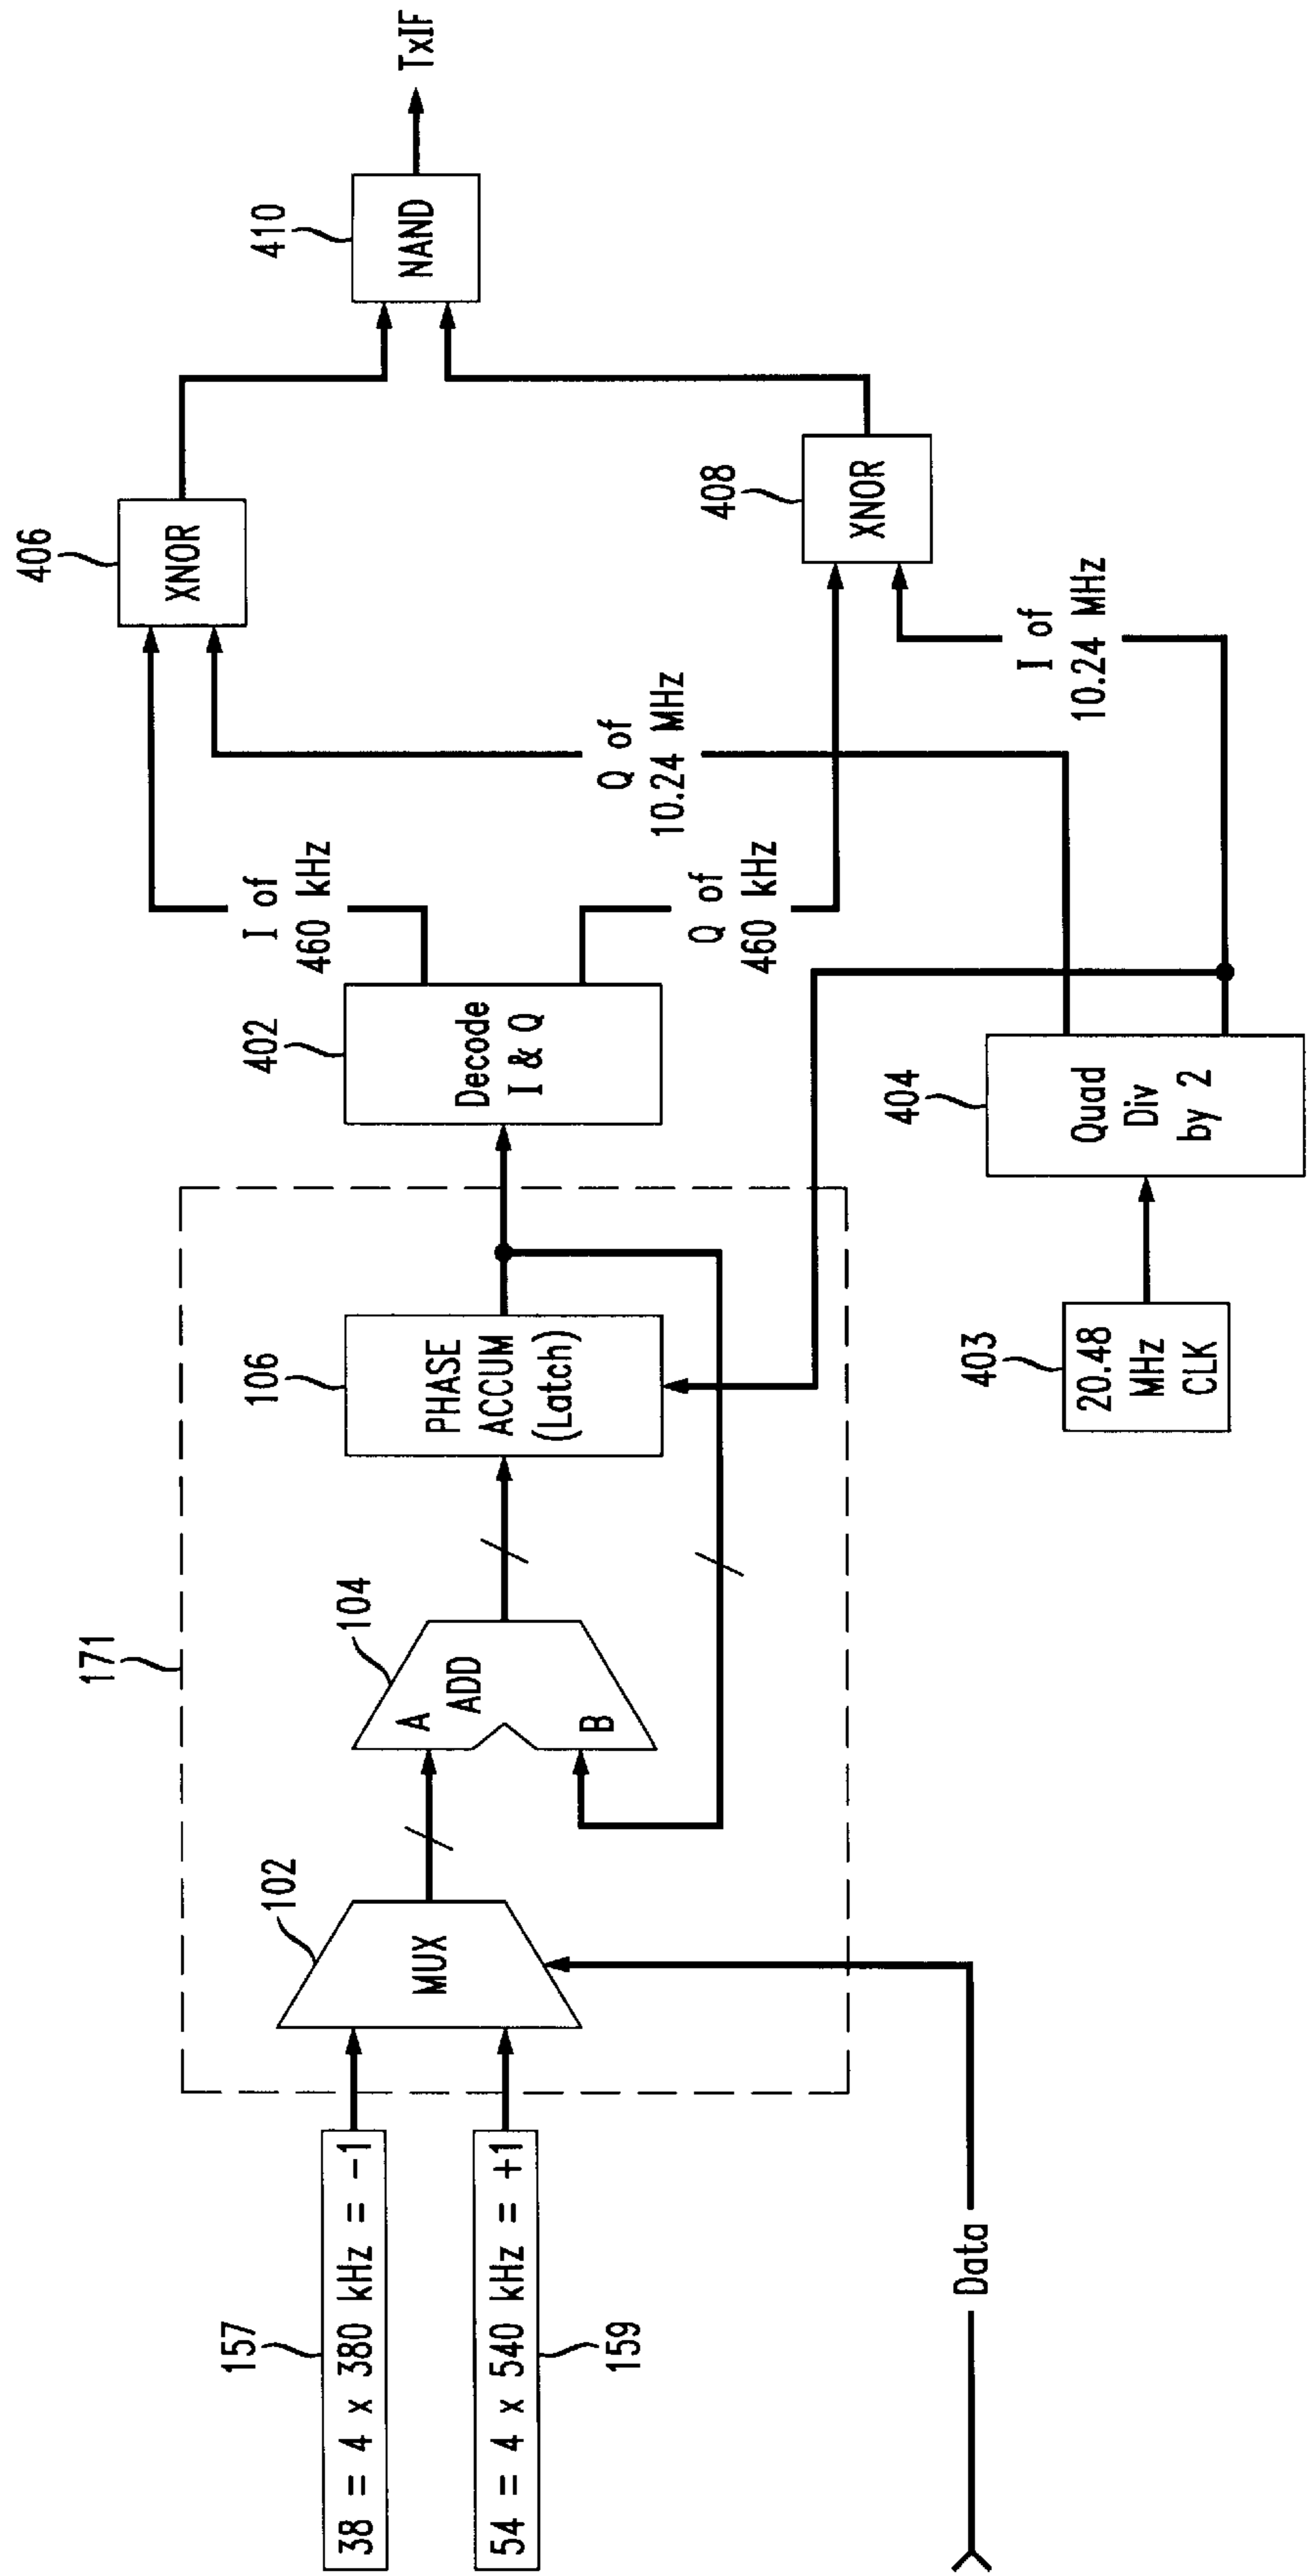 171
157
38 = 4 x 380 kHz = -1
54 = 4 x 540 kHz = +1
159
102
MUX
104
A
ADD
B
106
PHASE
ACCUM
(Latch)
402
Decode
I & Q
I of
460 kHz
Q of
460 kHz
406
XNOR
Q of
10.24 MHz
408
XNOR
I of
10.24 MHz
410
NAND
TxIF
403
20.48
MHz
CLK
404
Quad
Div
by 2
Data